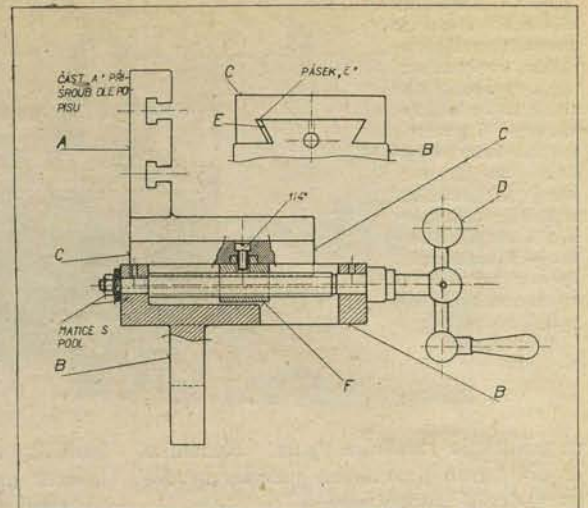 ČÁST „A" PŘI-
ŠROUB. DLE PO-
PISU
A
C
PÁSEK „Č"
E
B
C
D
1/4"
C
MATICE S
PODL
B
F
B